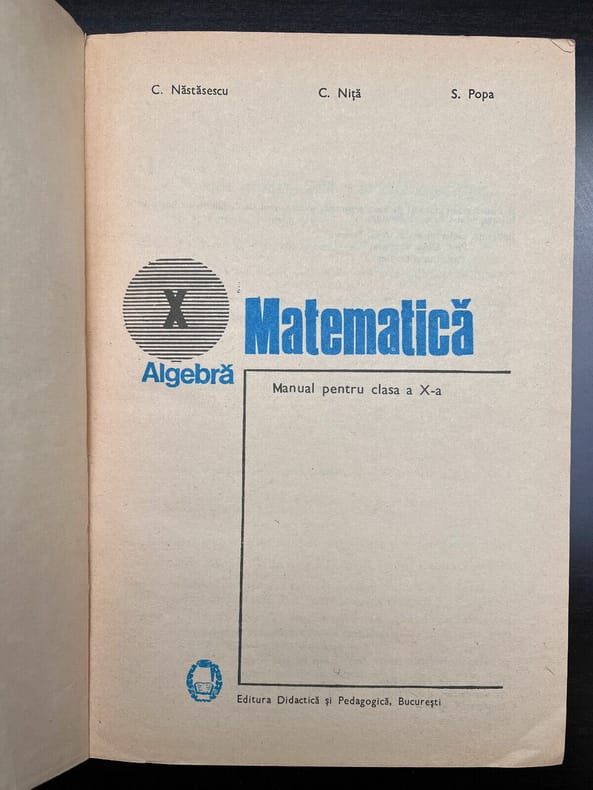 C. Năstăsescu C. Niță S. Popa
X
Matematică
Algebră
Manual pentru clasa a X-a
Editura Didactică și Pedagogică, București